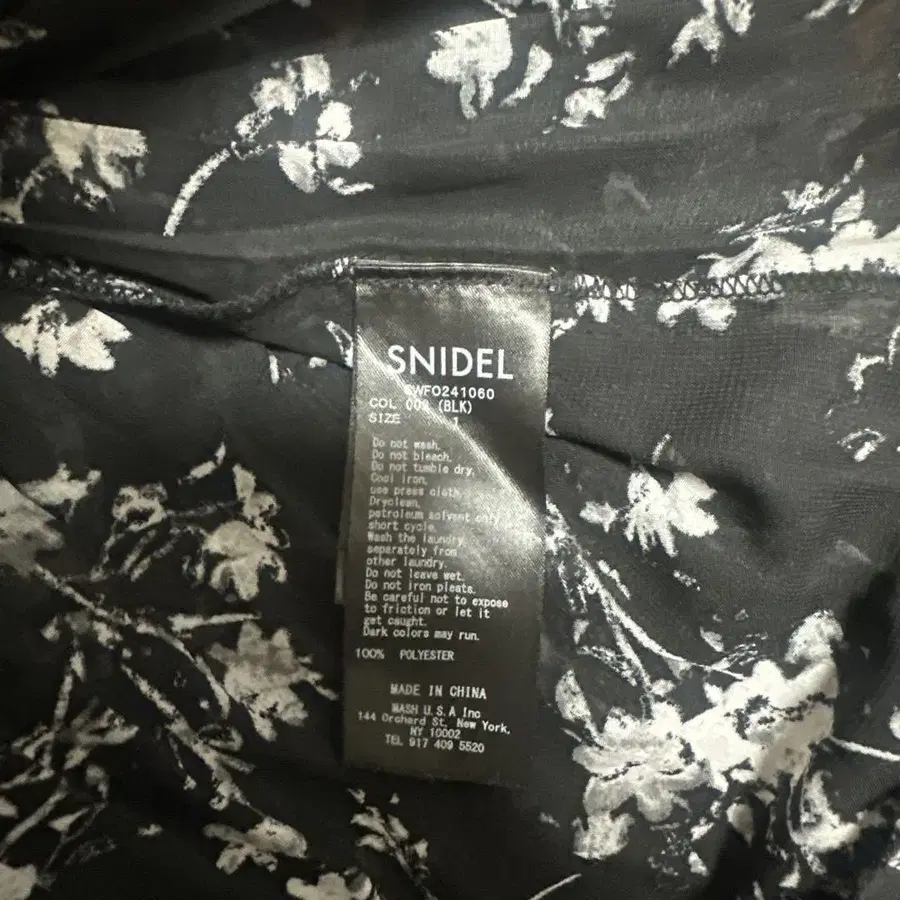 SNIDEL
SWFO241060
COL (BLK)
SIZE 1
Do not wash.
Do not bleach.
Do not tumble dry.
Cool iron.
use press cloth.
Dryclean,
petroleum solvent only
short cycle.
Wash the laundry
separately from
other laundry.
Do not leave wet.
Do not iron pleats.
Be careful not to expose
to friction or let it
get caught.
Dark colors may run.
100% POLYESTER
MADE IN CHINA
MASH U.S.A Inc
144 Orchard St, New York,
NY 10002
TEL 917 409 5520